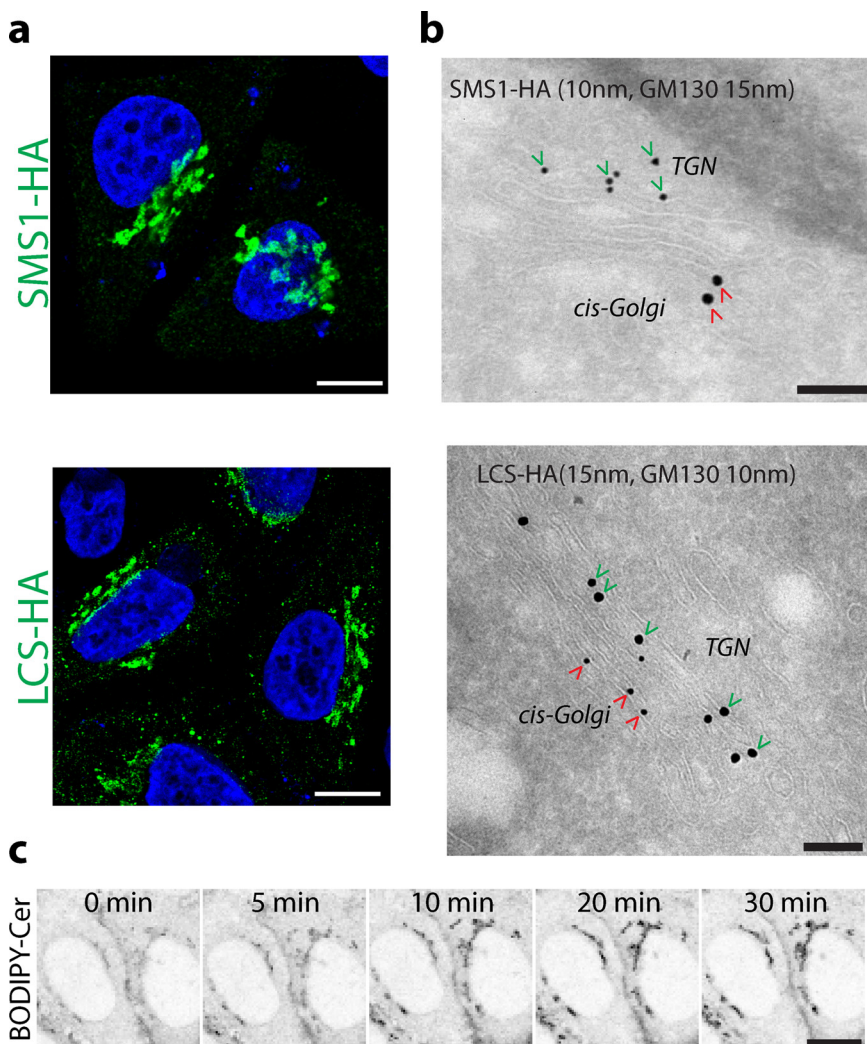 a
b
SMS1-HA
SMS1-HA (10nm, GM130 15nm)
TGN
cis-Golgi
LCS-HA
LCS-HA(15nm, GM130 10nm)
TGN
cis-Golgi
c
BODIPY-Cer
0 min
5 min
10 min
20 min
30 min